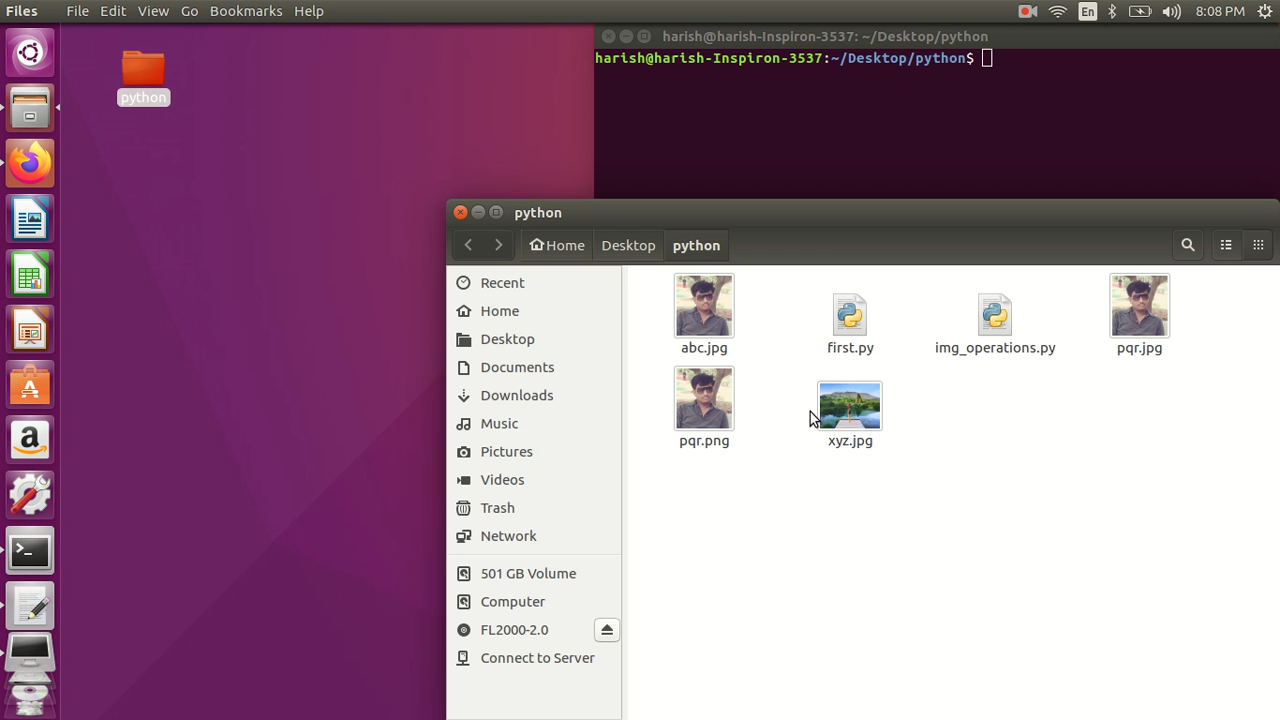 Files File Edit View Go Bookmarks Help En 8:08 PM
python
harish@harish-Inspiron-3537: ~/Desktop/python
harish@harish-Inspiron-3537:~/Desktop/python$
python
Home Desktop python
Recent
Home
Desktop
Documents
Downloads
Music
Pictures
Videos
Trash
Network
501 GB Volume
Computer
FL2000-2.0
Connect to Server
abc.jpg first.py img_operations.py pqr.jpg
pqr.png xyz.jpg